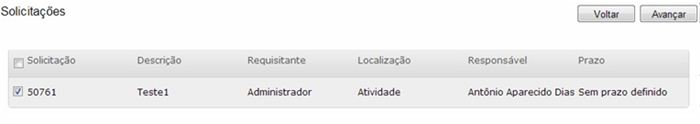 Solicitações
Voltar Avançar
Solicitação Descrição Requisitante Localização Responsável Prazo
50761 Teste1 Administrador Atividade Antônio Aparecido Dias Sem prazo definido